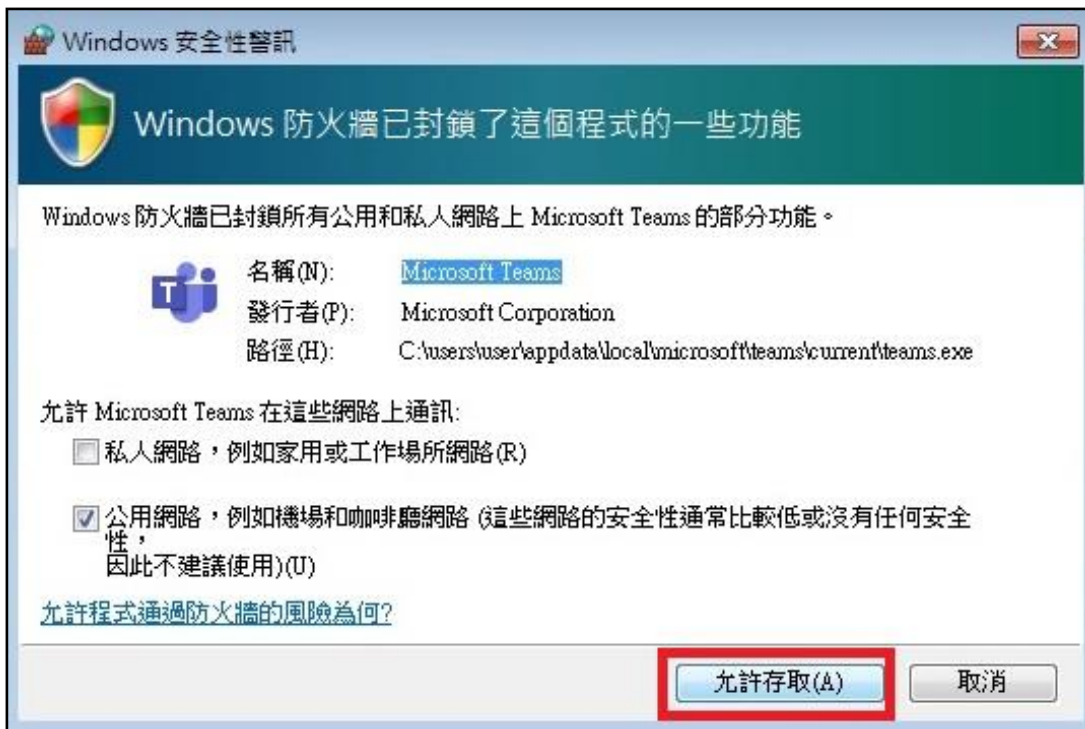 Windows 安全性警訊
Windows 防火牆已封鎖了這個程式的一些功能
Windows 防火牆已封鎖所有公用和私人網路上 Microsoft Teams 的部分功能。
名稱(N): Microsoft Teams
發行者(P): Microsoft Corporation
路徑(H): C:\users\user\appdata\local\microsoft\teams\current\teams.exe
允許 Microsoft Teams 在這些網路上通訊:
私人網路，例如家用或工作場所網路(R)
公用網路，例如機場和咖啡廳網路 (這些網路的安全性通常比較低或沒有任何安全
性，
因此不建議使用)(U)
允許程式通過防火牆的風險為何?
允許存取(A) 取消